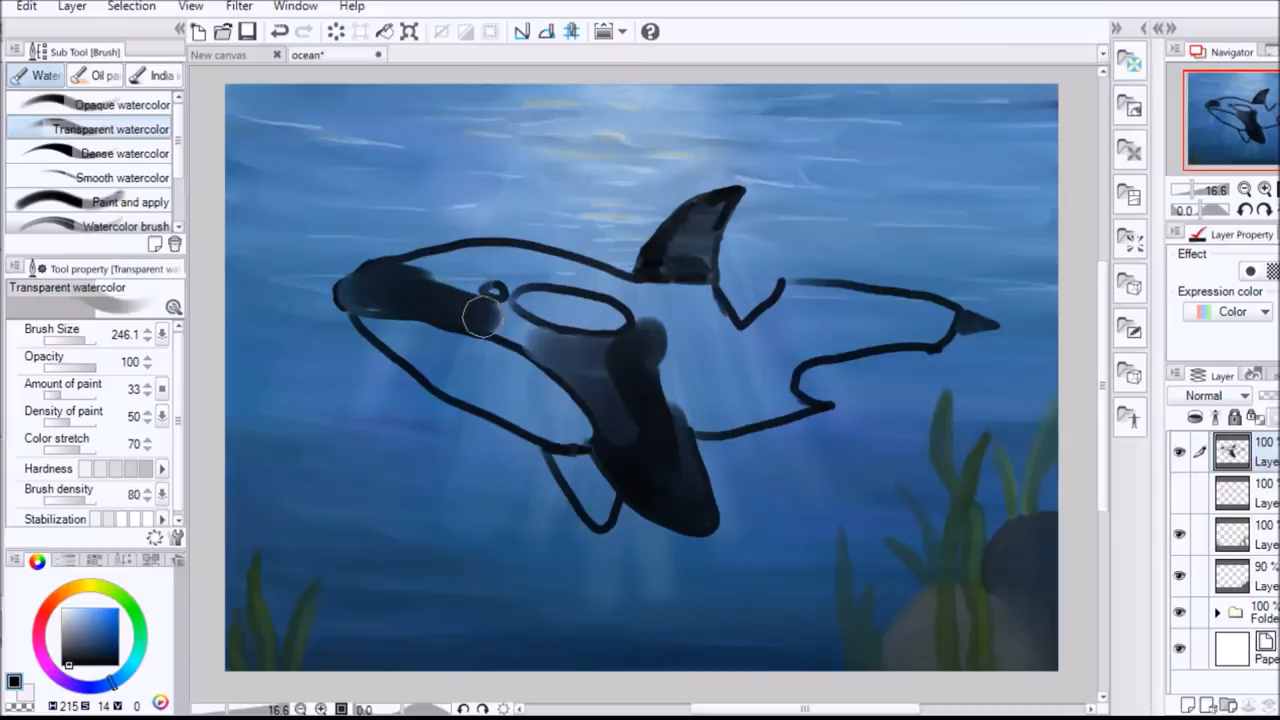 Edit Layer Selection View Filter Window Help
Sub Tool [Brush]
Navigator
New canvas ocean*
Water Oil pa India i
Opaque watercolor
Transparent watercolor
Dense watercolor
Smooth watercolor
Paint and apply
Watercolor brush
16.6
0.0
Layer Property
Effect
Expression color
Color
Tool property [Transparent wa
Transparent watercolor
Brush Size 246.1
Opacity 100
Amount of paint 33
Density of paint 50
Color stretch 70
Hardness
Brush density 80
Stabilization
Layer
Normal
100
Laye
100
Laye
100
Laye
90 %
Laye
100 %
Folde
Pape
H 215 S 14 V 0
16.6 0.0